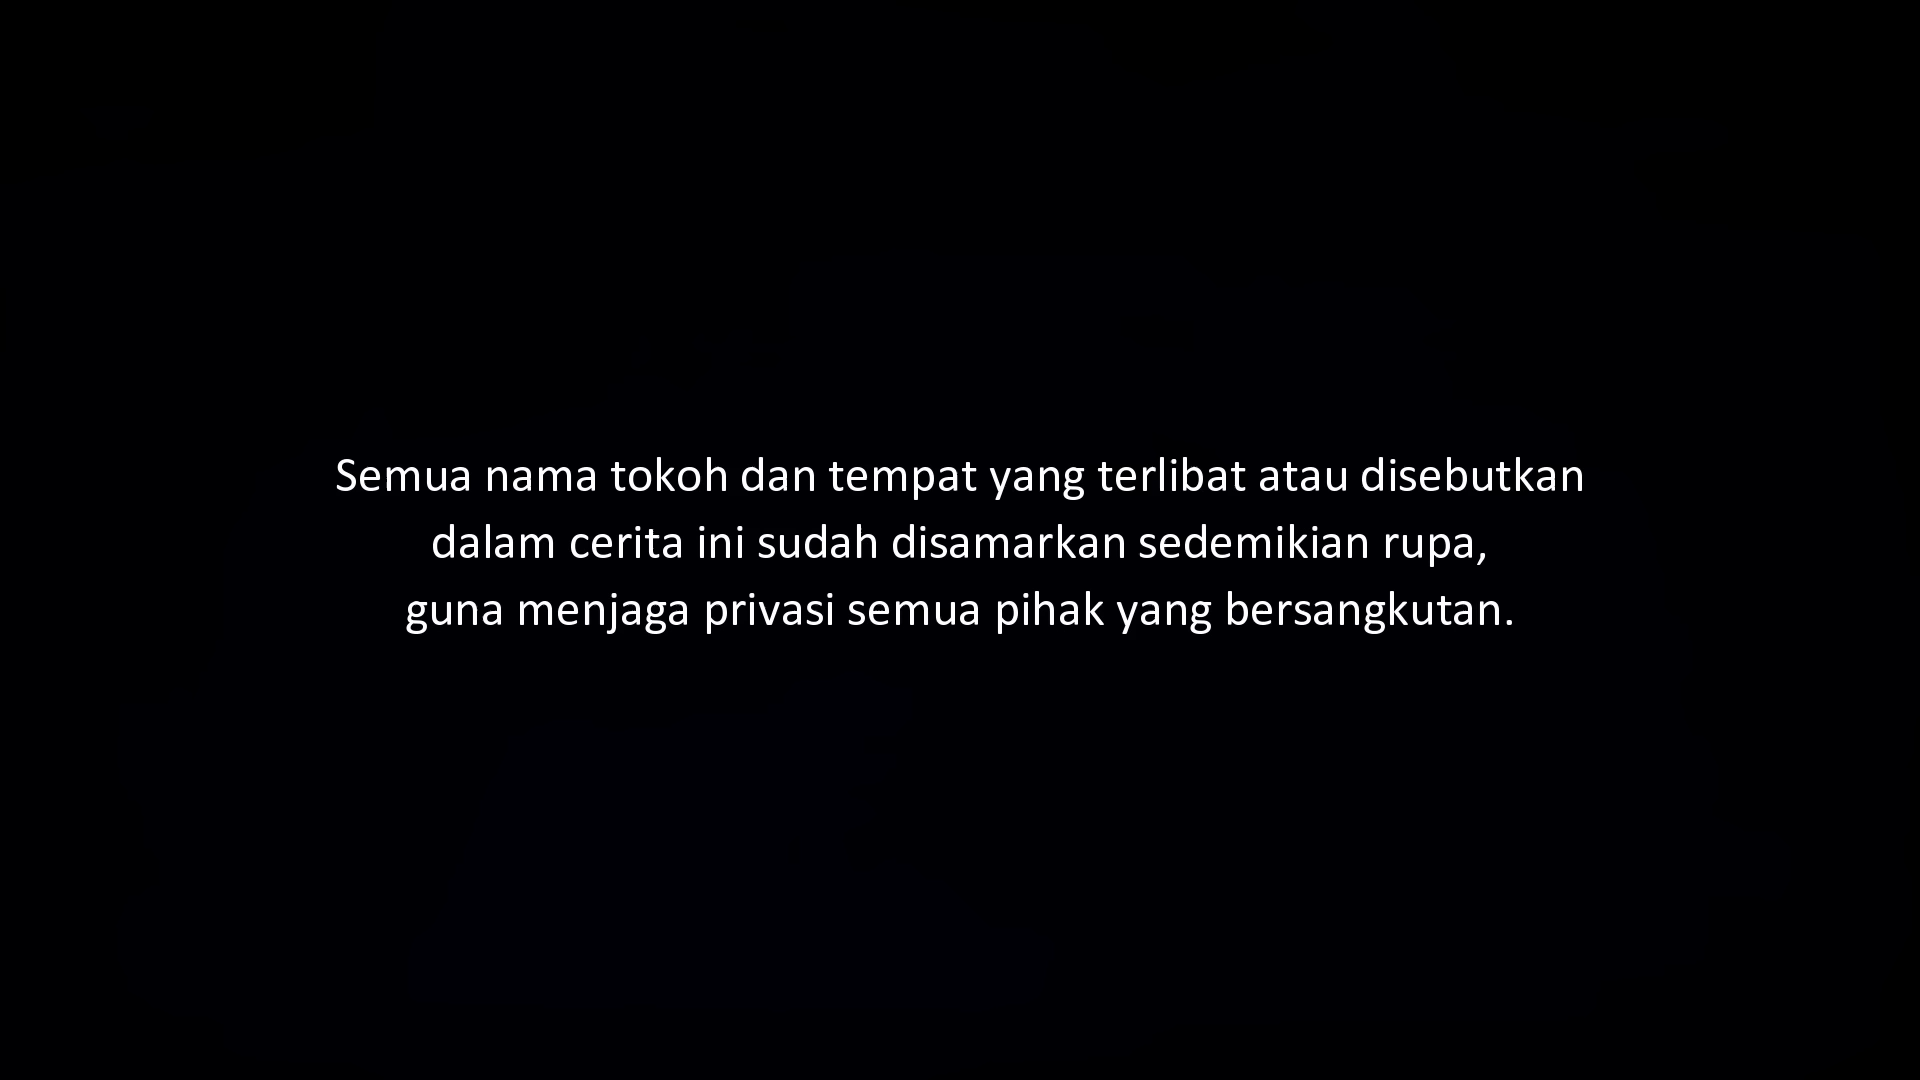 Semua nama tokoh dan tempat yang terlibat atau disebutkan
dalam cerita ini sudah disamarkan sedemikian rupa,
guna menjaga privasi semua pihak yang bersangkutan.